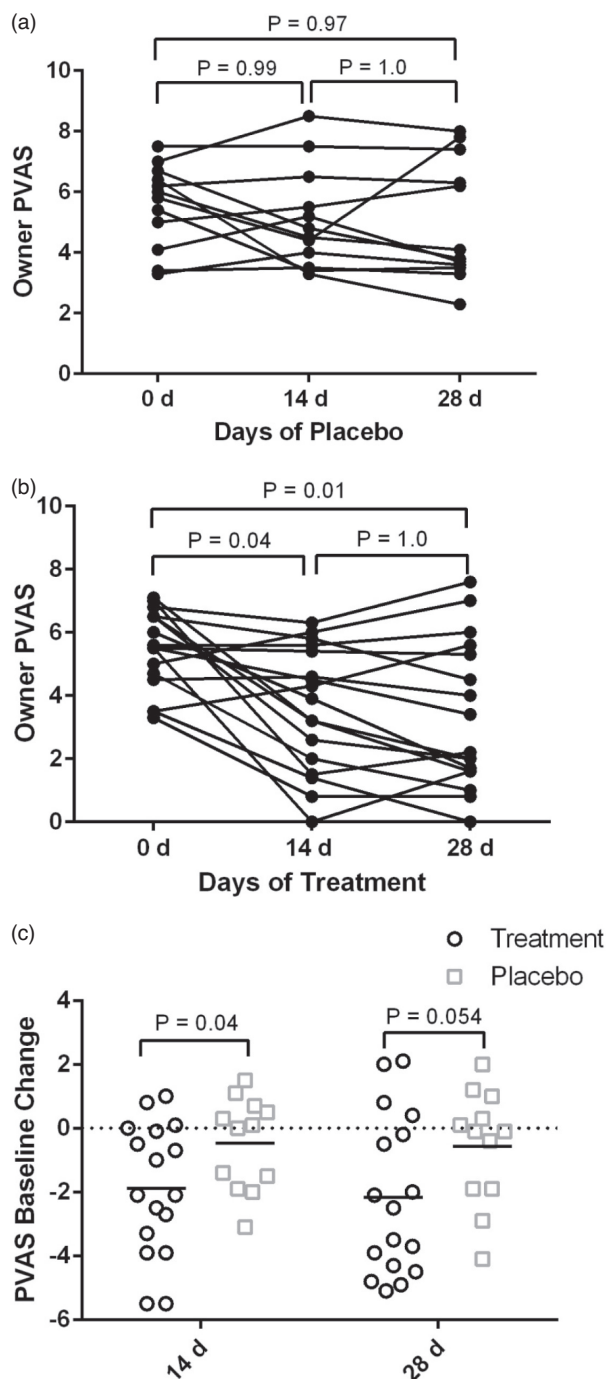 (a)
P = 0.97
P = 0.99
P = 1.0
10
8
6
4
2
0
Owner PVAS
0 d
14 d
28 d
Days of Placebo
(b)
P = 0.01
P = 0.04
P = 1.0
10
8
6
4
2
0
Owner PVAS
0 d
14 d
28 d
Days of Treatment
(c)
Treatment
Placebo
P = 0.04
P = 0.054
4
2
0
-2
-4
-6
PVAS Baseline Change
14 d
28 d